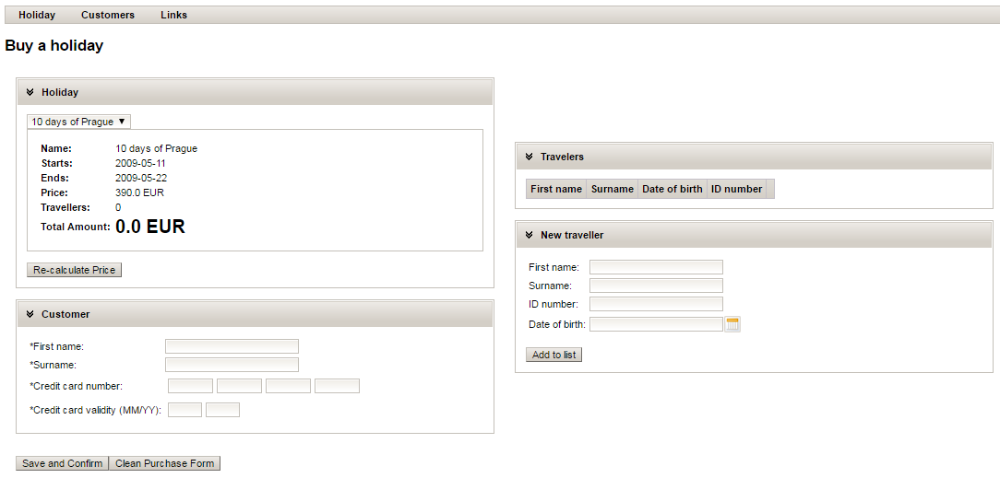 Holiday Customers Links
Buy a holiday
Holiday
10 days of Prague ▼
Name: 10 days of Prague
Starts: 2009-05-11
Ends: 2009-05-22
Price: 390.0 EUR
Travellers: 0
Total Amount: 0.0 EUR
Re-calculate Price
Customer
*First name:
*Surname:
*Credit card number:
*Credit card validity (MM/YY):
Save and Confirm Clean Purchase Form
Travelers
First name Surname Date of birth ID number
New traveller
First name:
Surname:
ID number:
Date of birth:
Add to list